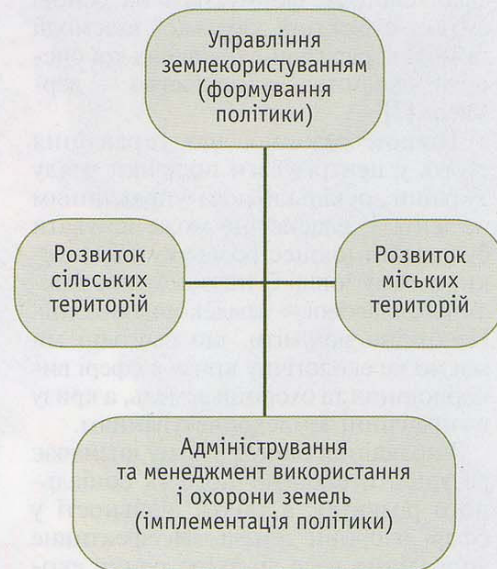 Управління
землекористуванням
(формування
політики)
Розвиток
сільських
територій
Розвиток
міських
територій
Адміністрування
та менеджмент використання
і охорони земель
(імплементація політики)